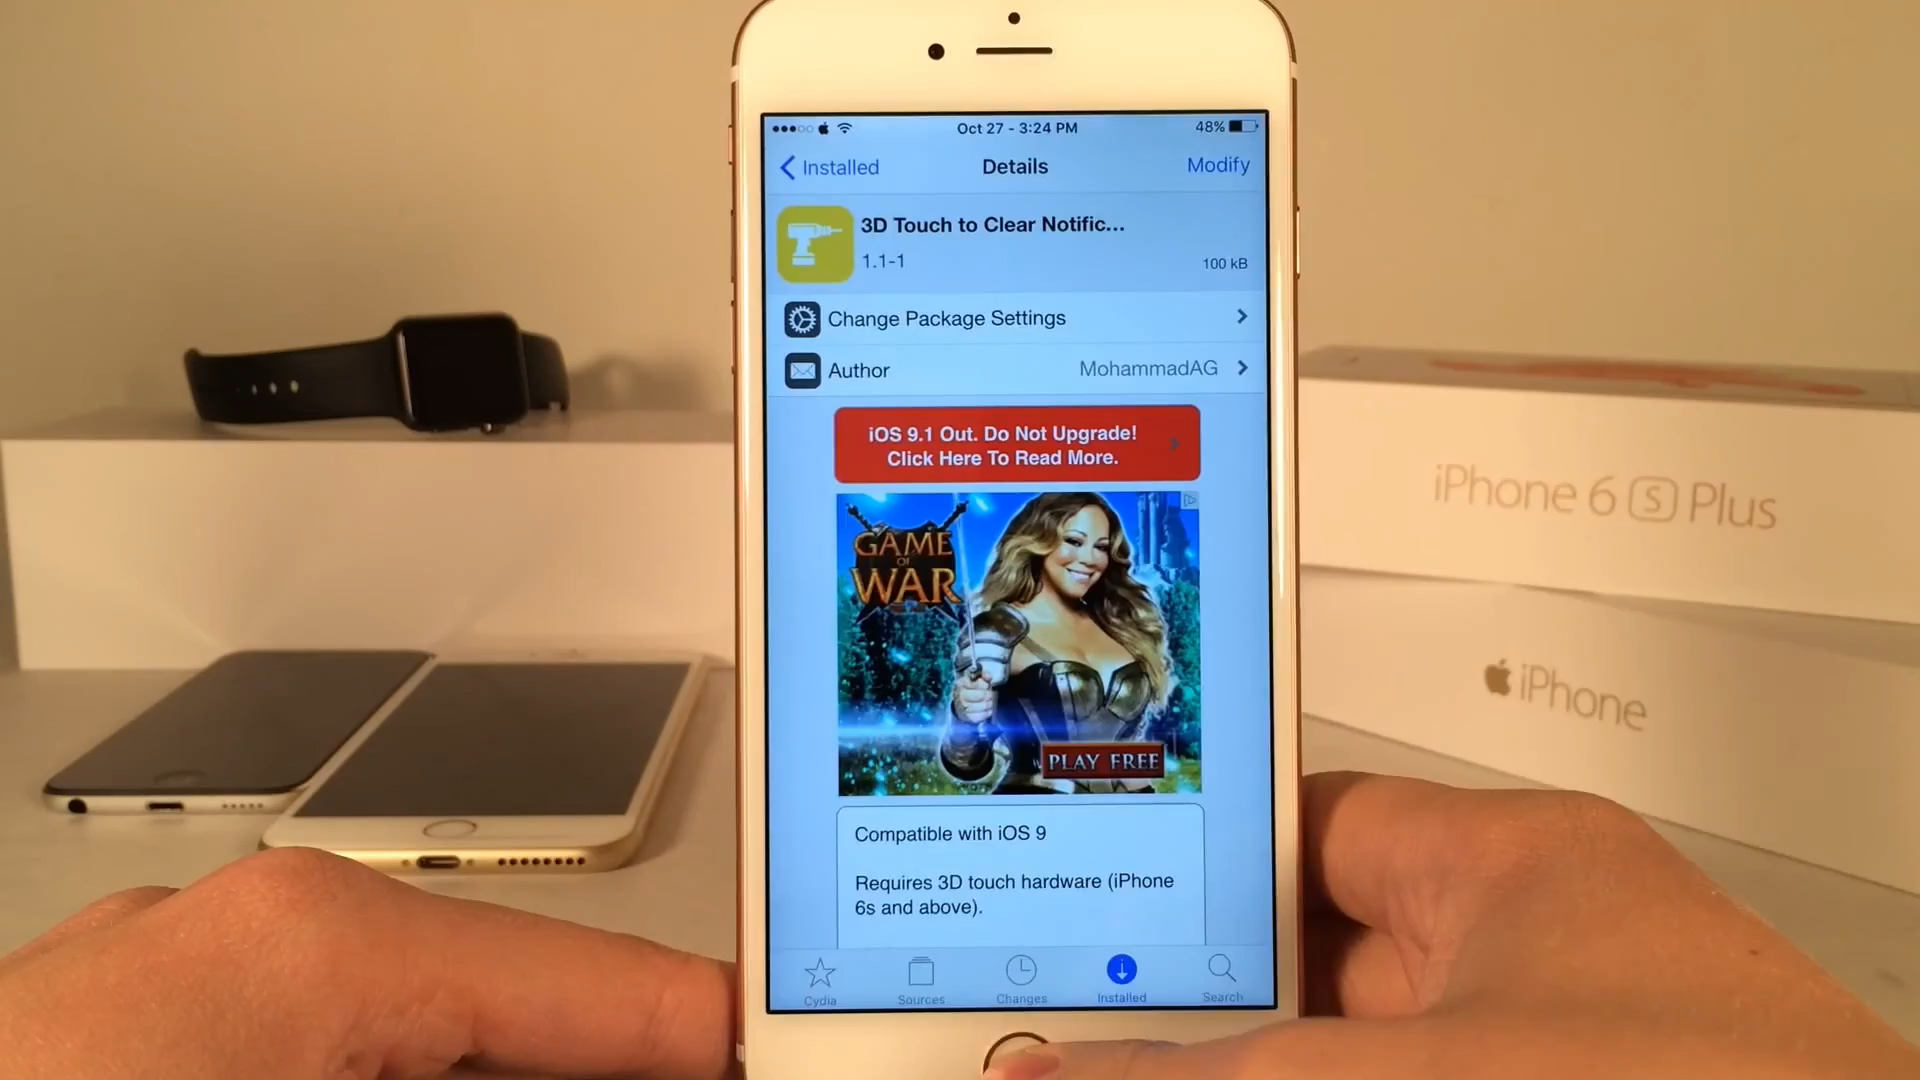 Oct 27 - 3:24 PM
48%
Installed
Details
Modify
3D Touch to Clear Notific...
1.1-1
100 kB
Change Package Settings
Author
MohammadAG
iOS 9.1 Out. Do Not Upgrade!
Click Here To Read More.
GAME
OF
WAR
PLAY FREE
Compatible with iOS 9
Requires 3D touch hardware (iPhone
6s and above).
Cydia
Sources
Changes
Installed
Search
iPhone 6 S Plus
iPhone